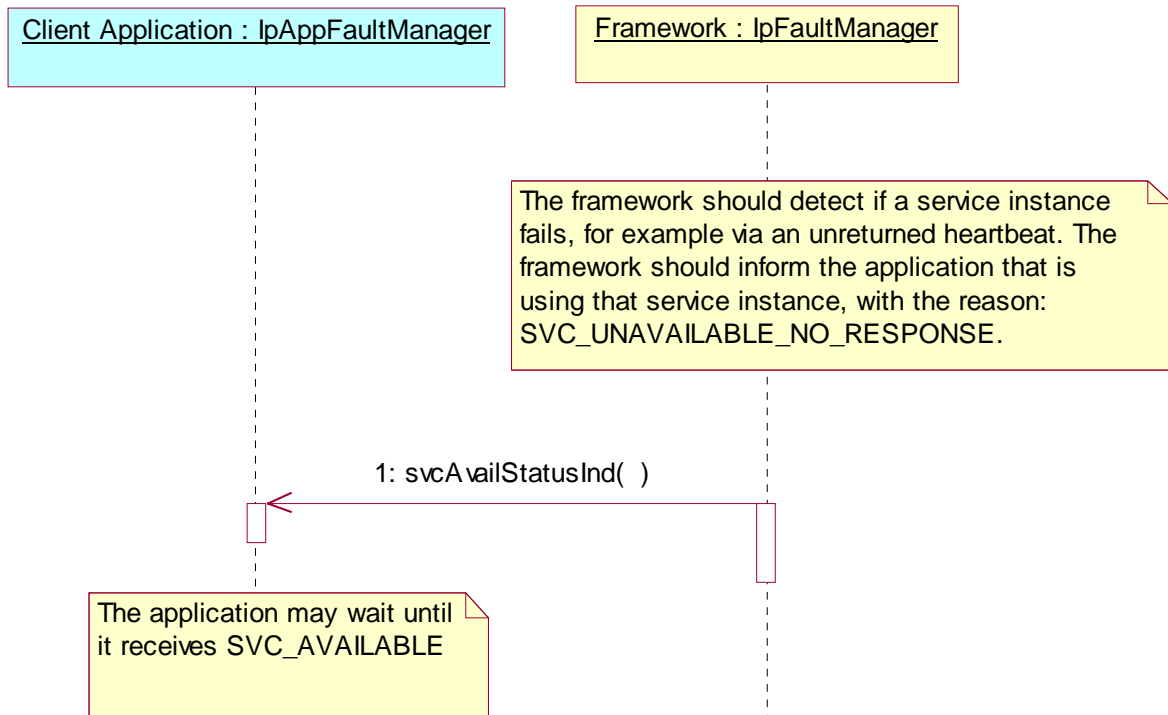 Client Application : IpAppFaultManager
Framework : IpFaultManager
The framework should detect if a service instance
fails, for example via an unreturned heartbeat. The
framework should inform the application that is
using that service instance, with the reason:
SVC_UNAVAILABLE_NO_RESPONSE.
1: svcAvailStatusInd( )
The application may wait until
it receives SVC_AVAILABLE